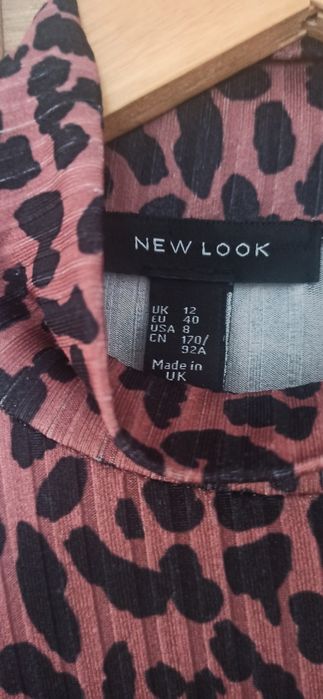 NEW LOOK
UK 12
EU 40
USA 8
CN 170/
92A
Made in
UK